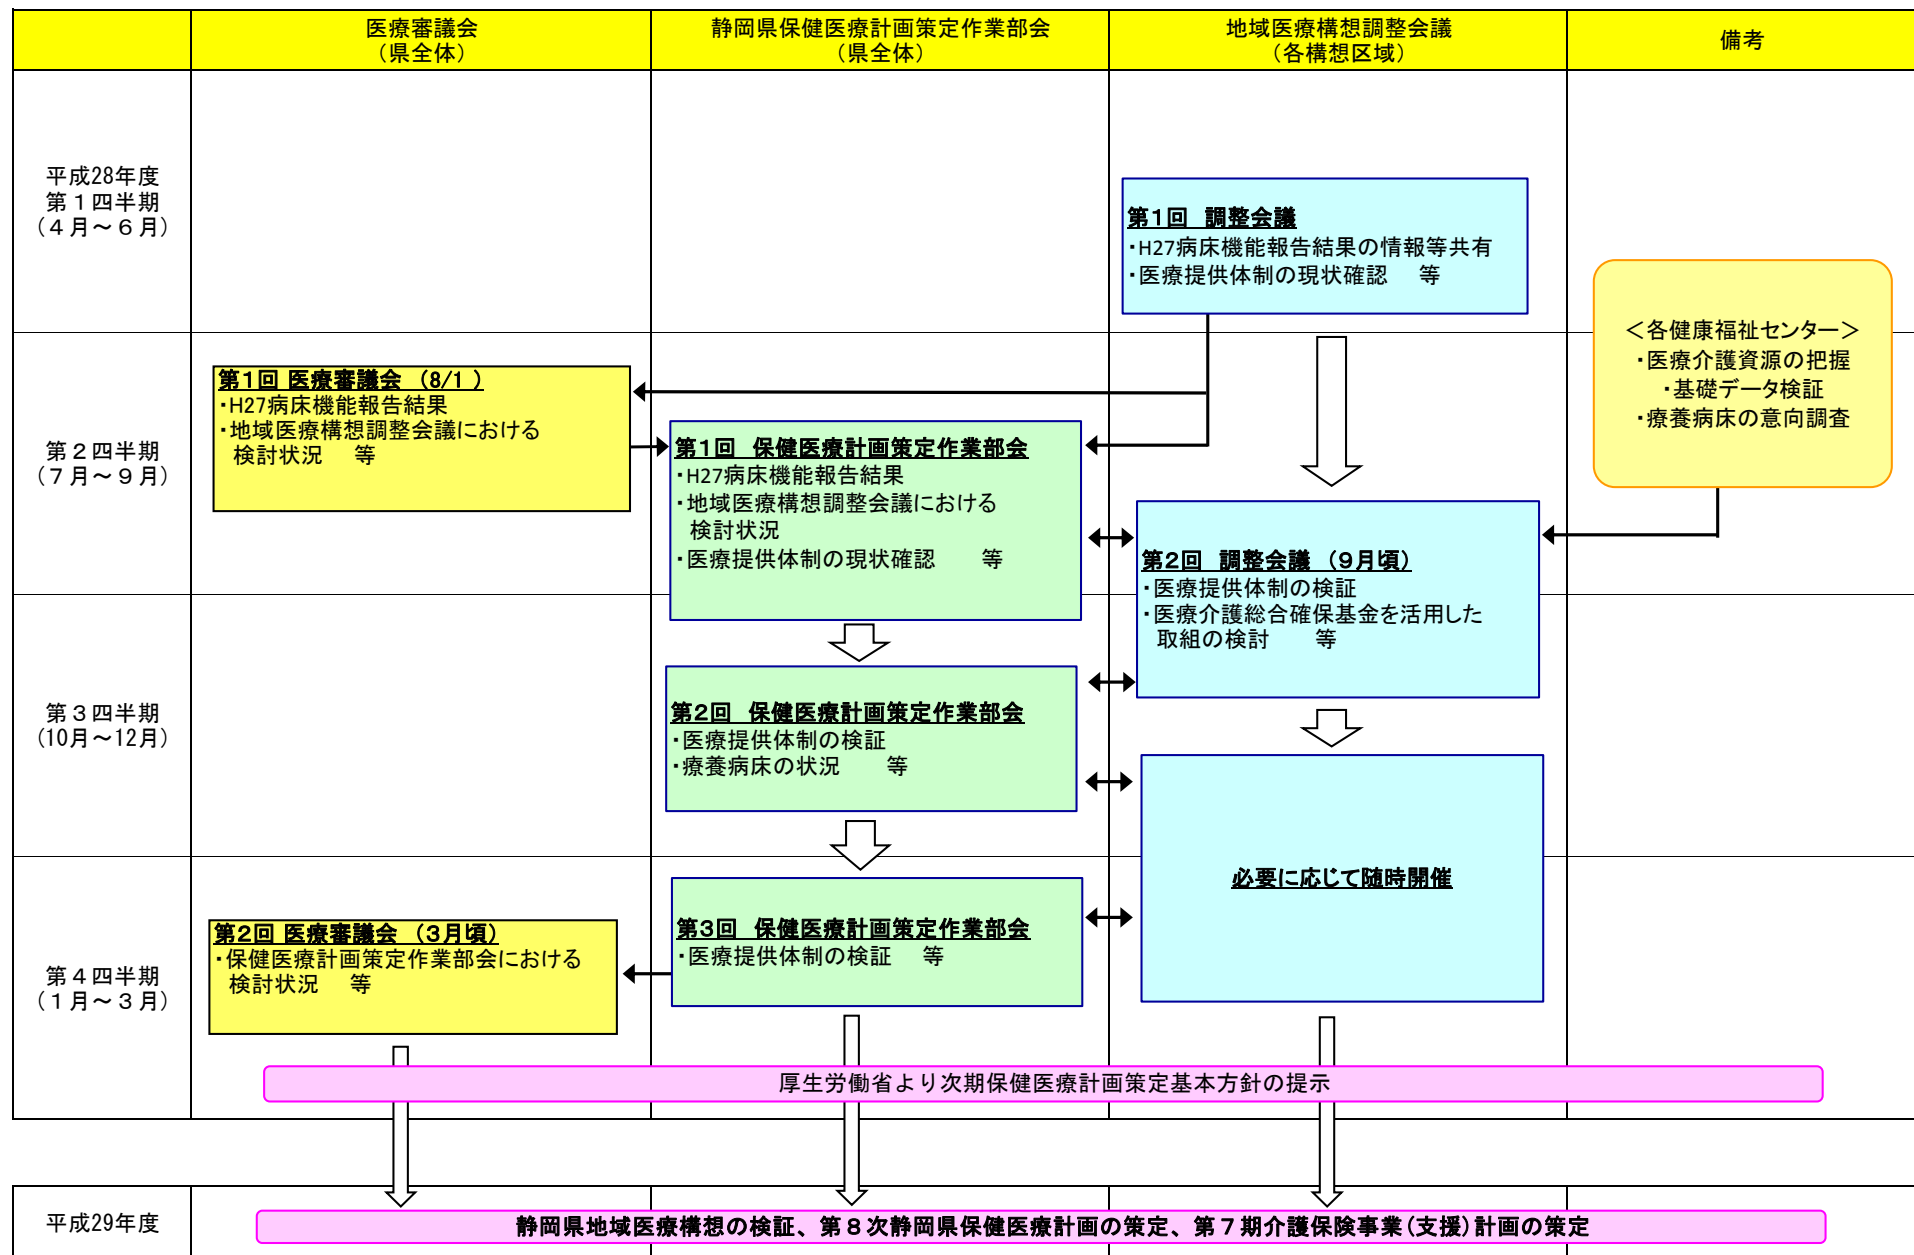 医療審議会
（県全体）
静岡県保健医療計画策定作業部会
（県全体）
地域医療構想調整会議
（各構想区域）
備考
平成28年度
第１四半期
（４月～６月）
第1回　調整会議
・H27病床機能報告結果の情報等共有
・医療提供体制の現状確認　等
＜各健康福祉センター＞
・医療介護資源の把握
・基礎データ検証
・療養病床の意向調査
第２四半期
（７月～９月）
第1回 医療審議会 （8/1 ）
・H27病床機能報告結果
・地域医療構想調整会議における
検討状況　等
第1回　保健医療計画策定作業部会
・H27病床機能報告結果
・地域医療構想調整会議における
検討状況
・医療提供体制の現状確認　　等
第2回　調整会議 （9月頃）
・医療提供体制の検証
・医療介護総合確保基金を活用した
取組の検討　　等
第３四半期
（10月～12月）
第2回　保健医療計画策定作業部会
・医療提供体制の検証
・療養病床の状況　　等
必要に応じて随時開催
第４四半期
（１月～３月）
第2回 医療審議会 （3月頃）
・保健医療計画策定作業部会における
検討状況　等
第3回　保健医療計画策定作業部会
・医療提供体制の検証　等
厚生労働省より次期保健医療計画策定基本方針の提示
平成29年度
静岡県地域医療構想の検証、第８次静岡県保健医療計画の策定、第７期介護保険事業（支援）計画の策定